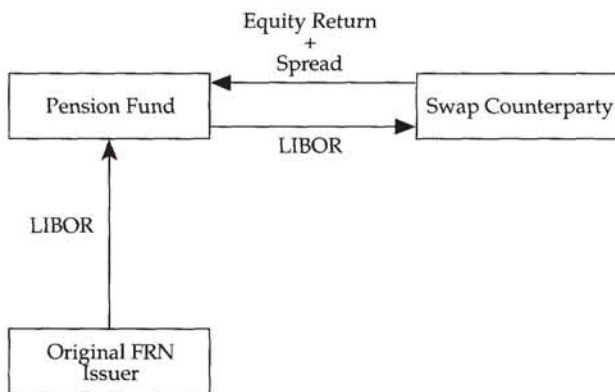 Equity Return
+
Spread
Pension Fund
Swap Counterparty
LIBOR
LIBOR
Original FRN
Issuer